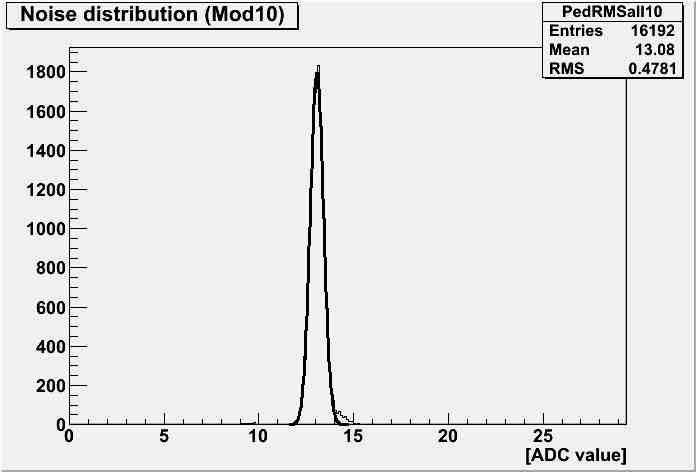 Noise distribution (Mod10)
PedRMSall10
Entries 16192
Mean 13.08
RMS 0.4781
1800
1600
1400
1200
1000
800
600
400
200
0
0 5 10 15 20 25
[ADC value]